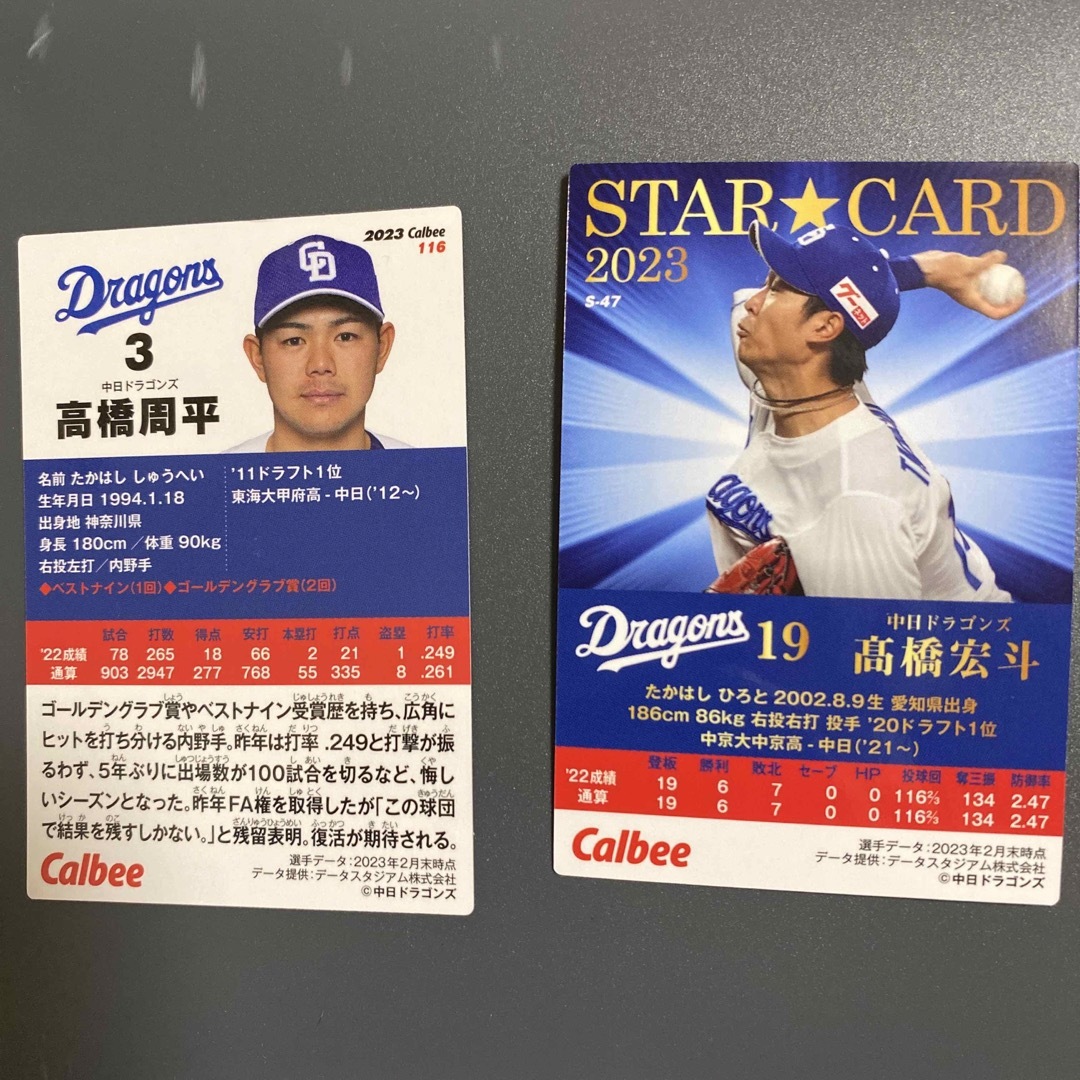 2023 Calbee
116
Dragons
3
中日ドラゴンズ
高橋周平
名前 たかはし しゅうへい
生年月日 1994.1.18
出身地 神奈川県
身長 180cm／体重 90kg
右投左打／内野手
'11ドラフト1位
東海大甲府高-中日('12～)
◆ベストナイン(1回)◆ゴールデングラブ賞(2回)
試合 打数 得点 安打 本塁打 打点 盗塁 打率
'22成績 78 265 18 66 2 21 1 .249
通算 903 2947 277 768 55 335 8 .261
ゴールデングラブ賞やベストナイン受賞歴を持ち、広角に
ヒットを打ち分ける内野手。昨年は打率.249と打撃が振
るわず、5年ぶりに出場数が100試合を切るなど、悔し
いシーズンとなった。昨年FA権を取得したが「この球団
で結果を残すしかない。」と残留表明。復活が期待される。
Calbee
選手データ:2023年2月末時点
データ提供:データスタジアム株式会社
©中日ドラゴンズ
STAR★CARD
2023
S-47
Dragons
19
中日ドラゴンズ
髙橋宏斗
たかはし ひろと 2002.8.9生 愛知県出身
186cm 86kg 右投右打 投手 '20ドラフト1位
中京大中京高-中日('21～)
登板 勝利 敗北 セーブ HP 投球回 奪三振 防御率
'22成績 19 6 7 0 0 116⅔ 134 2.47
通算 19 6 7 0 0 116⅔ 134 2.47
Calbee
選手データ:2023年2月末時点
データ提供:データスタジアム株式会社
©中日ドラゴンズ